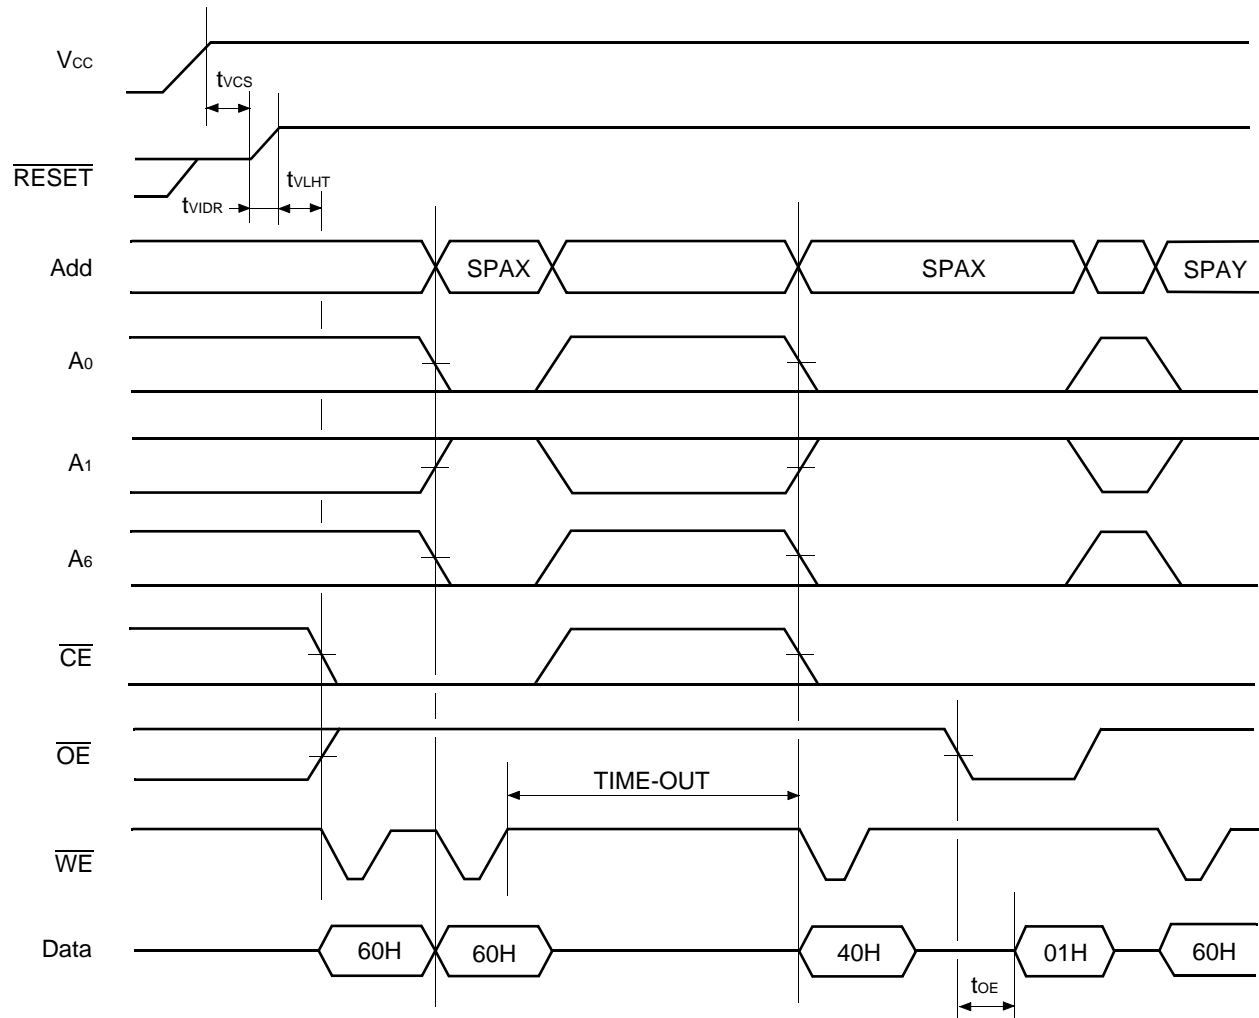 VCC
tVCS
RESET
tVLHT
tVIDR
Add
SPAX
SPAX
SPAY
A0
A1
A6
CE
OE
TIME-OUT
WE
Data
60H
60H
40H
01H
60H
tOE